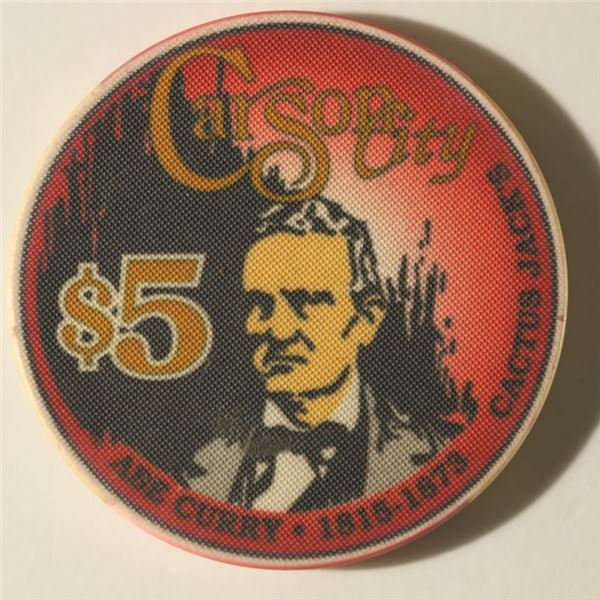 Carson City
$5
CACTUS JACK'S
ABE CURRY • 1815-1873